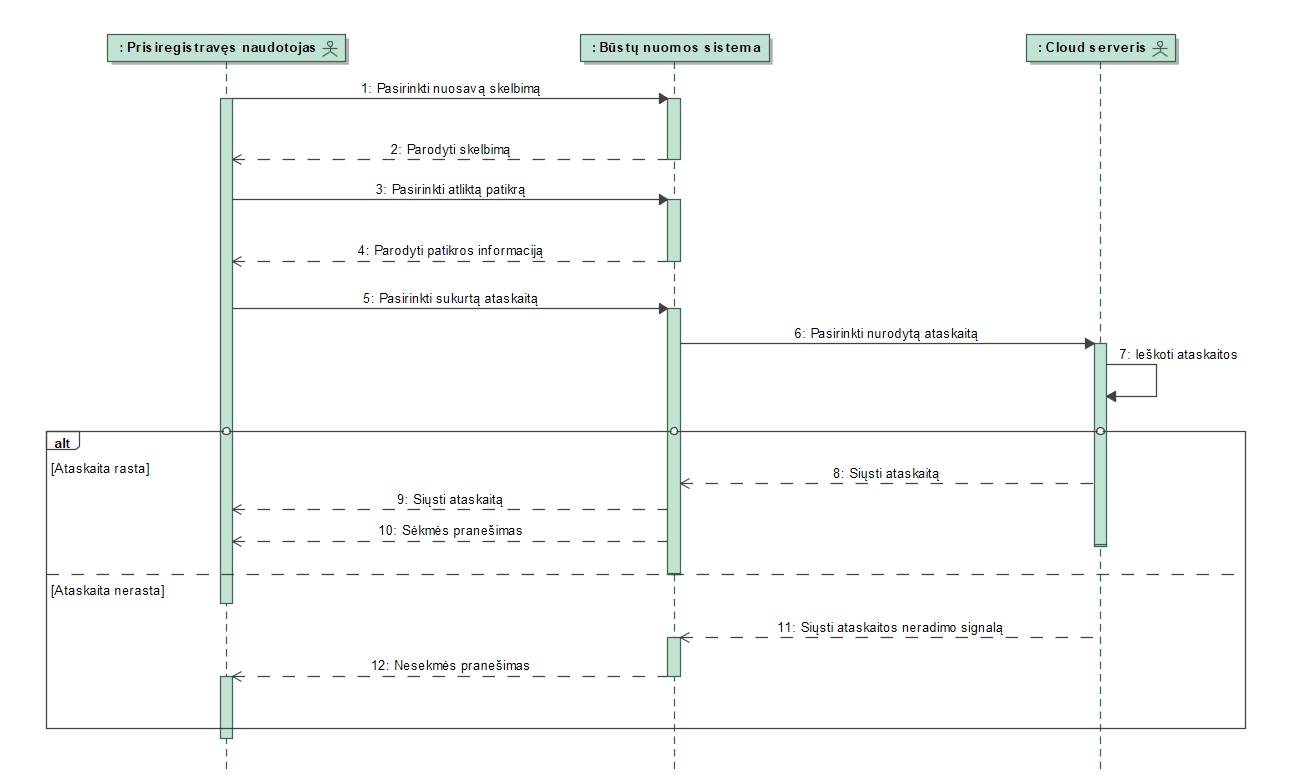 : Prisiregistravęs naudotojas
: Būstų nuomos sistema
: Cloud serveris
1: Pasirinkti nuosavą skelbimą
2: Parodyti skelbimą
3: Pasirinkti atliktą patikrą
4: Parodyti patikros informaciją
5: Pasirinkti sukurtą ataskaitą
6: Pasirinkti nurodytą ataskaitą
7: Ieškoti ataskaitos
alt
[Ataskaita rasta]
8: Siųsti ataskaitą
9: Siųsti ataskaitą
10: Sėkmės pranešimas
[Ataskaita nerasta]
11: Siųsti ataskaitos neradimo signalą
12: Nesekmės pranešimas